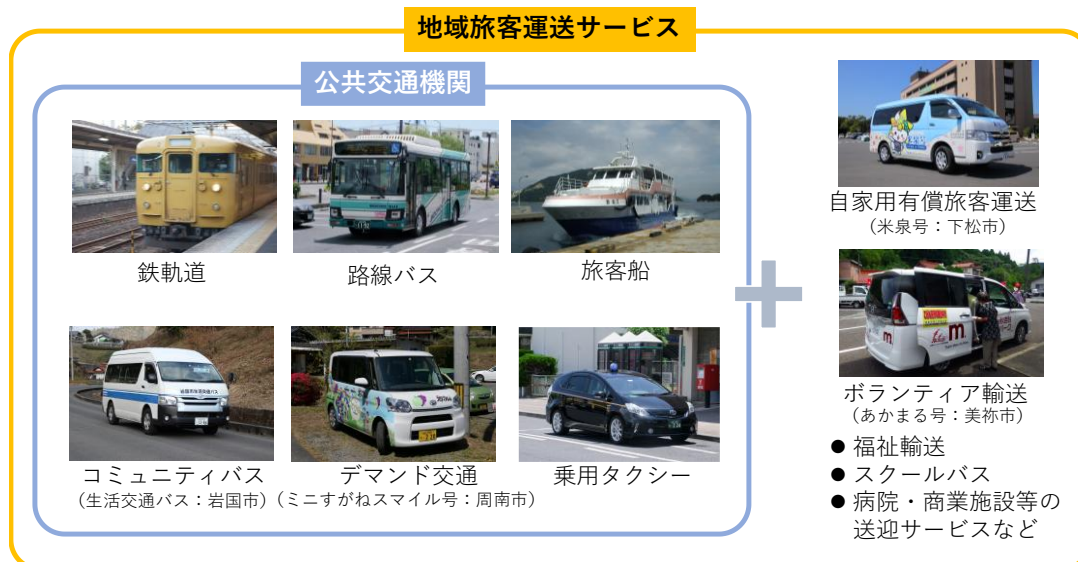 地域旅客運送サービス
公共交通機関
鉄軌道
路線バス
旅客船
コミュニティバス
(生活交通バス：岩国市)
デマンド交通
(ミニすがねスマイル号：周南市)
乗用タクシー
自家用有償旅客運送
(米泉号：下松市)
ボランティア輸送
(あかまる号：美祢市)
● 福祉輸送
● スクールバス
● 病院・商業施設等の
送迎サービスなど